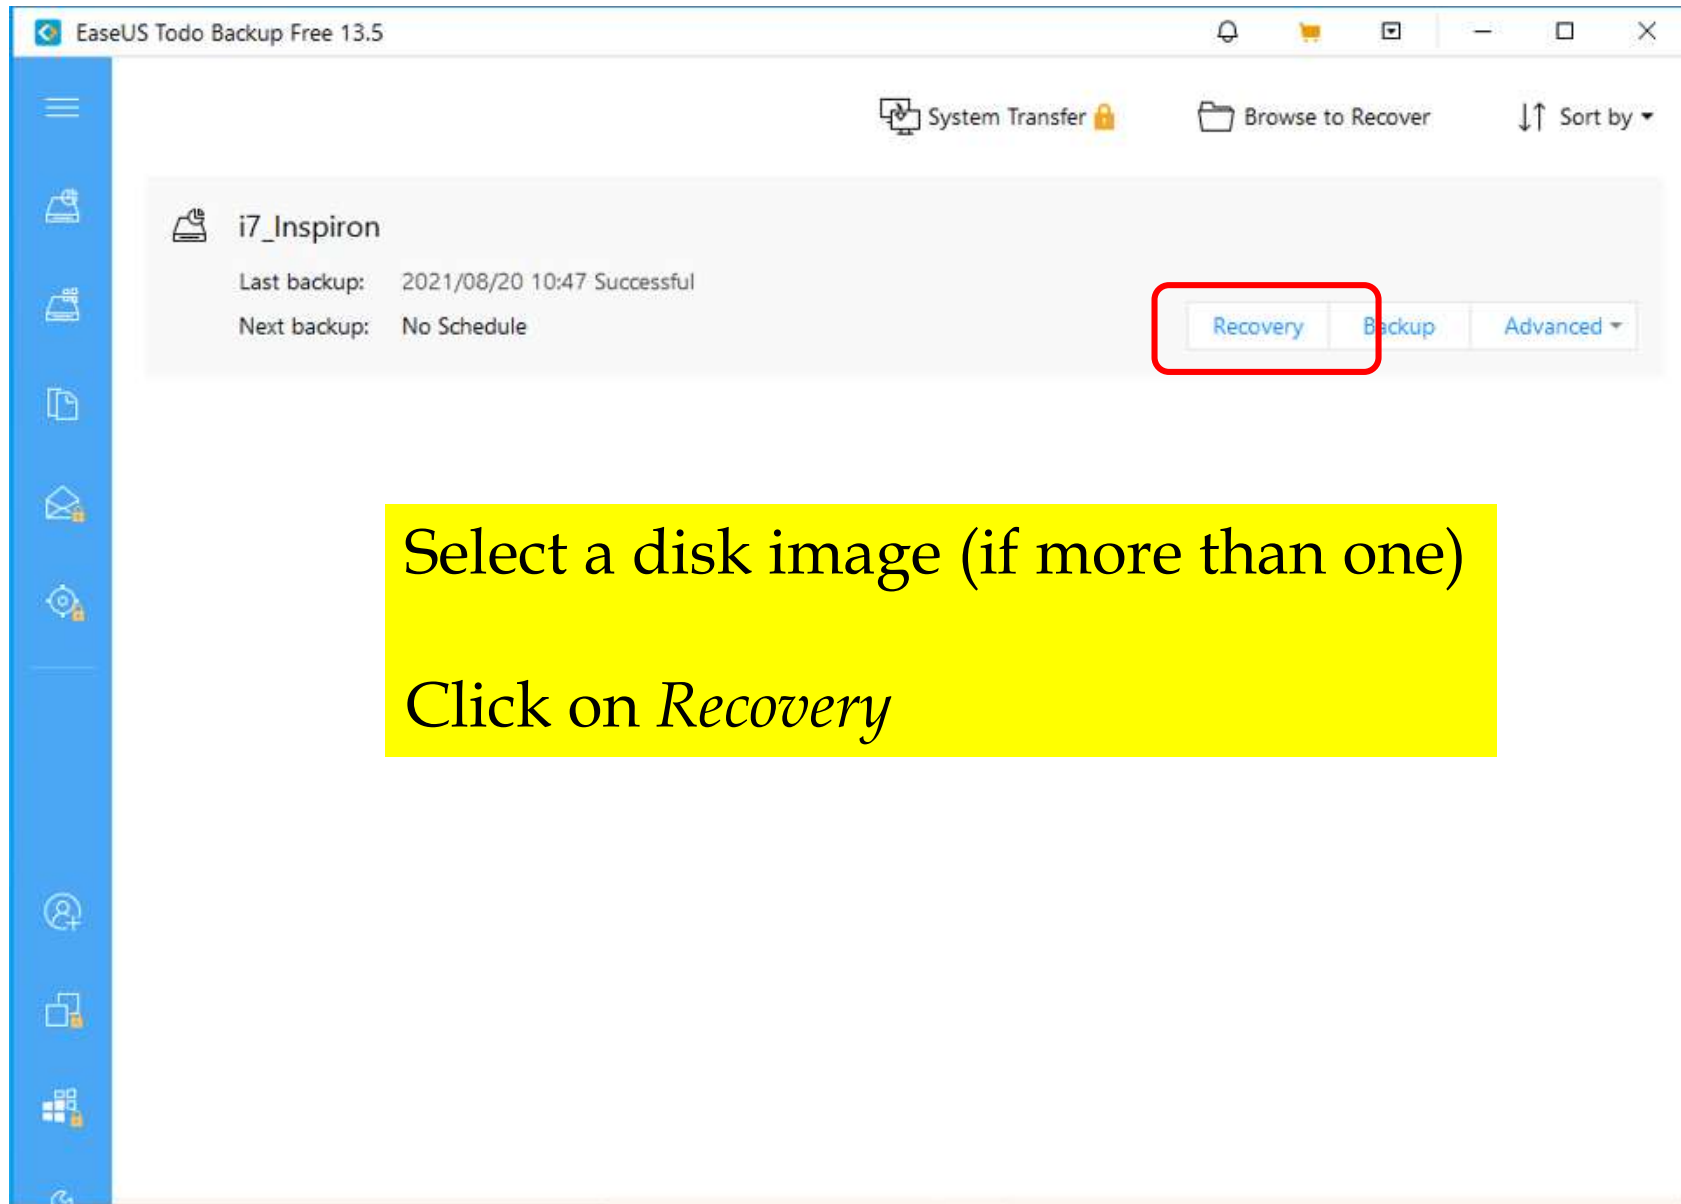 EaseUS Todo Backup Free 13.5
System Transfer Browse to Recover Sort by
i7_Inspiron
Last backup: 2021/08/20 10:47 Successful
Next backup: No Schedule
Recovery Backup Advanced
Select a disk image (if more than one)
Click on Recovery